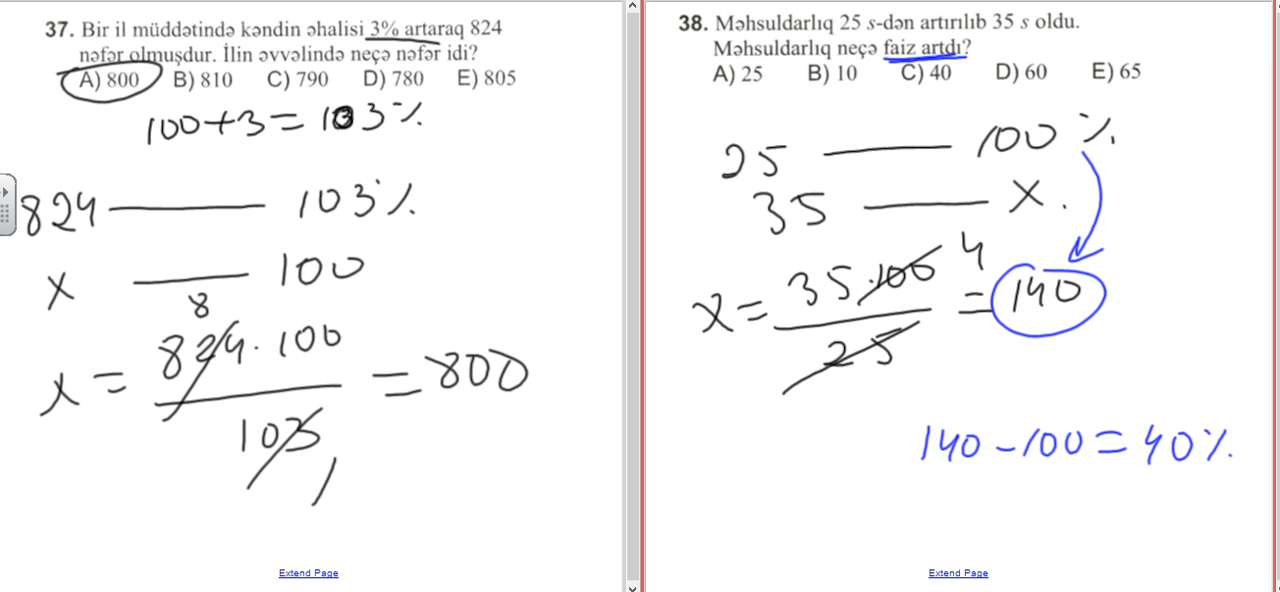 37. Bir il müddətində kəndin əhalisi 3% artaraq 824
nəfər olmuşdur. İlin əvvəlində neçə nəfər idi?
A) 800 B) 810 C) 790 D) 780 E) 805
100+3=103%
824 — 103%
x — 100
8
x = 824·100 / 103 = 800
1
Extend Page
38. Məhsuldarlıq 25 s-dən artırılıb 35 s oldu.
Məhsuldarlıq neçə faiz artdı?
A) 25 B) 10 C) 40 D) 60 E) 65
25 — 100%
35 — x.
4
x = 35·100 / 25 = 140
140-100=40%.
Extend Page